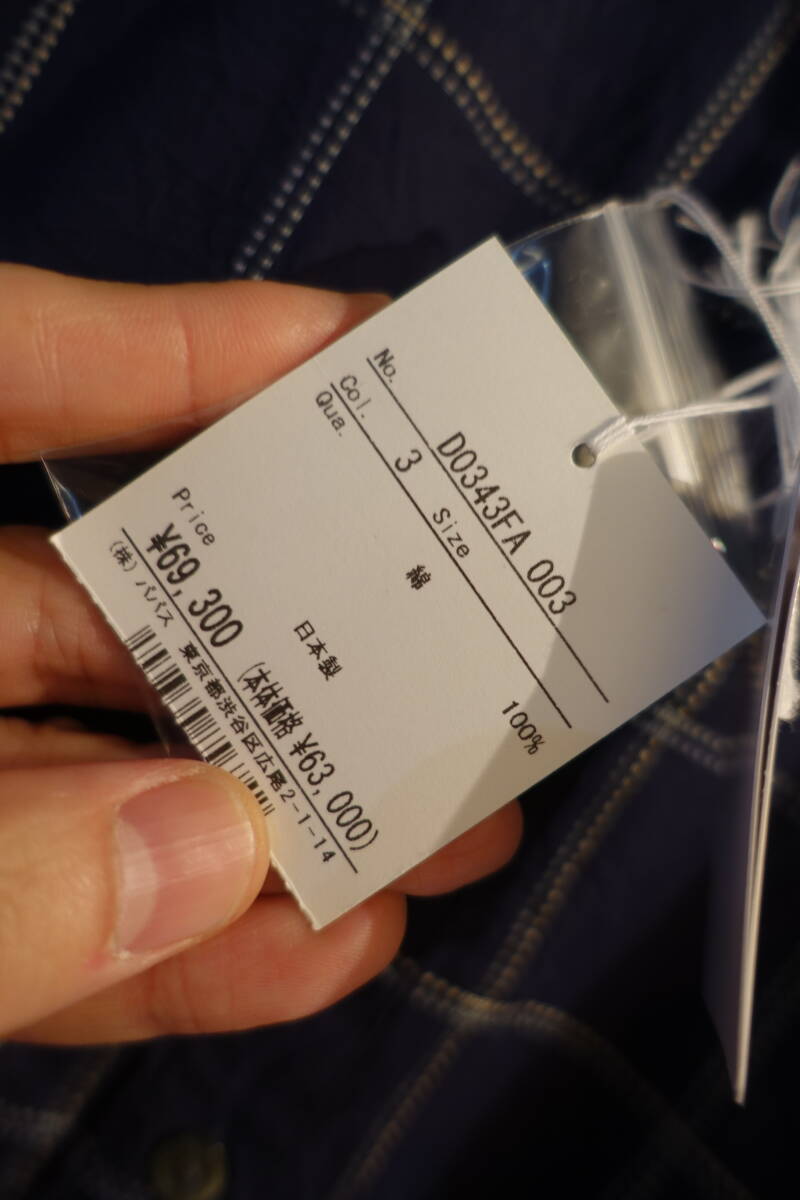 No. D0343FA 003
Col. 3 Size
Qua.
綿 100%
日本製
Price
¥69,300 (本体価格 ¥63,000)
(株) パパス 東京都渋谷区広尾2-1-14